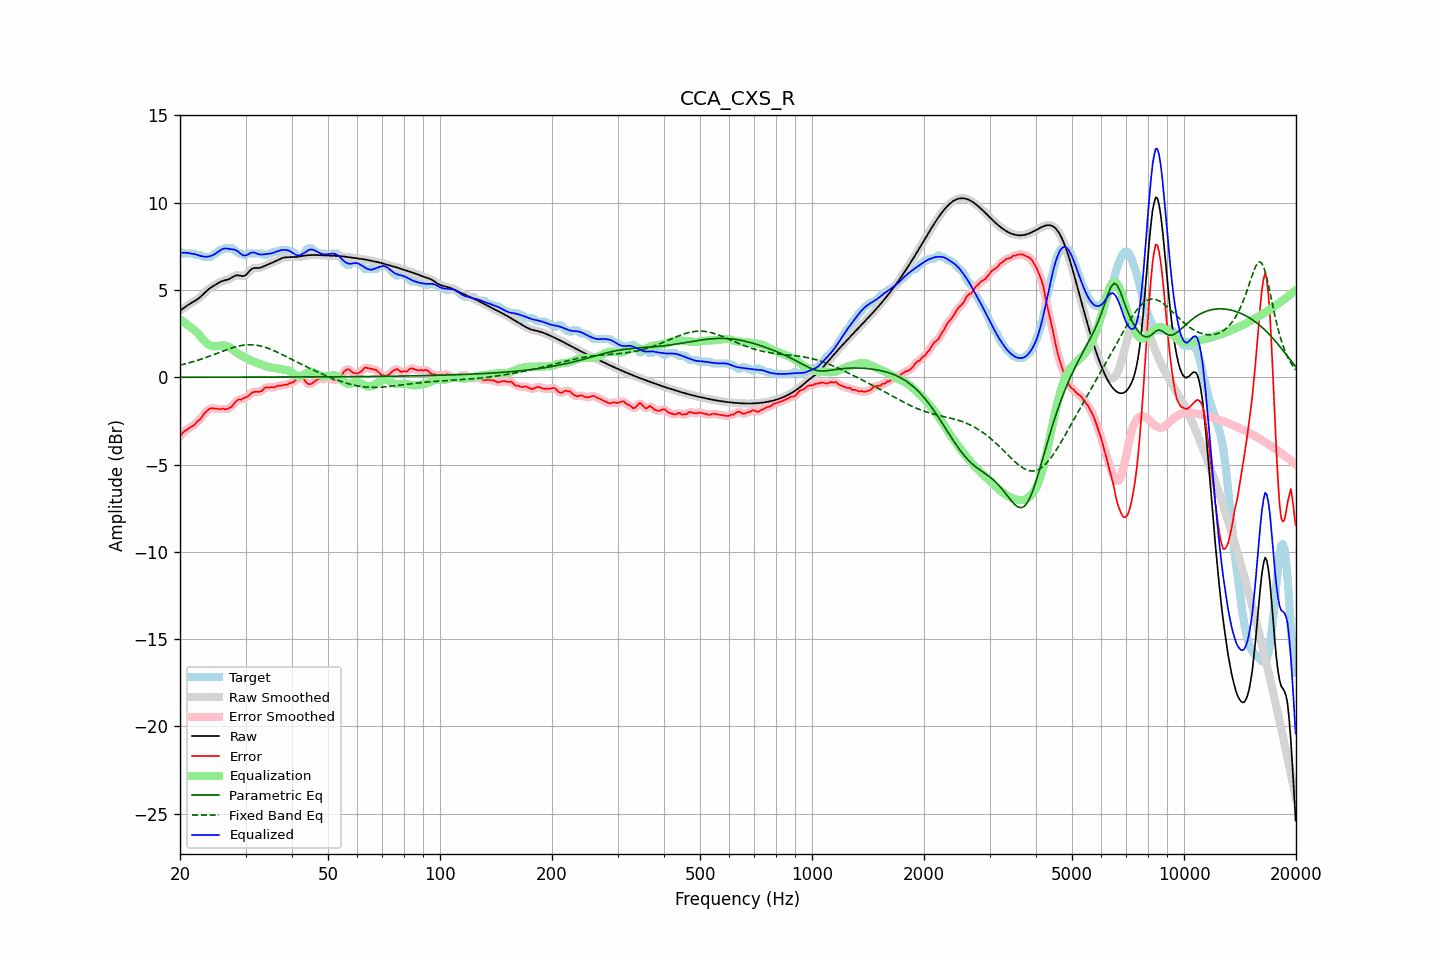 CCA_CXS_R
15
10
5
0
−5
−10
−15
−20
−25
Amplitude (dBr)
Target
Raw Smoothed
Error Smoothed
Raw
Error
Equalization
Parametric Eq
Fixed Band Eq
Equalized
20 50 100 200 500 1000 2000 5000 10000 20000
Frequency (Hz)